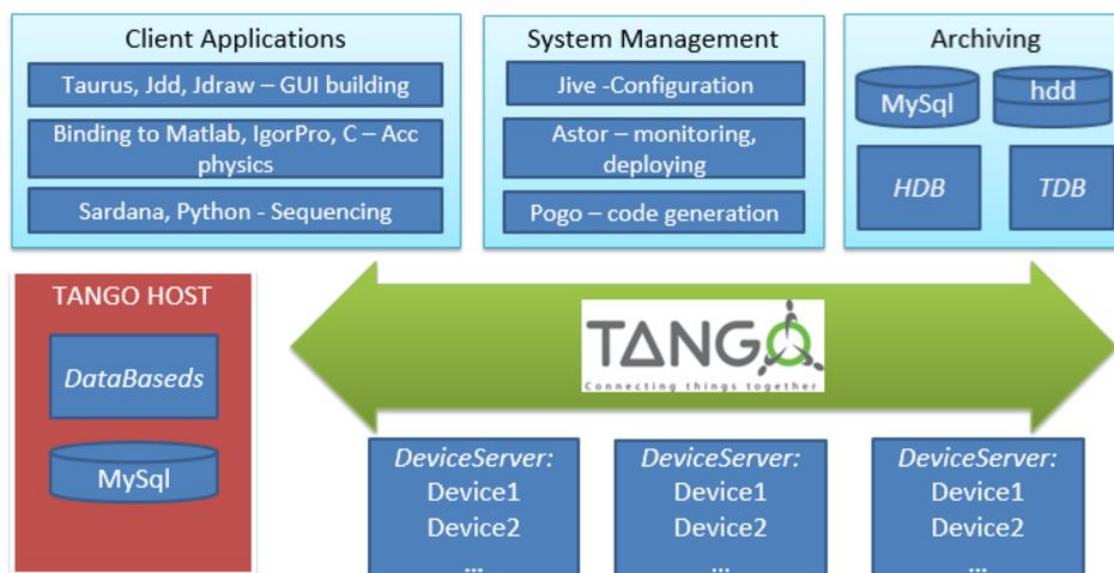 Client Applications
Taurus, Jdd, Jdraw – GUI building
Binding to Matlab, IgorPro, C – Acc
physics
Sardana, Python - Sequencing
System Management
Jive -Configuration
Astor – monitoring,
deploying
Pogo – code generation
Archiving
MySql
hdd
HDB
TDB
TANGO HOST
DataBaseds
MySql
TANGO
Connecting things together
DeviceServer:
Device1
Device2
...
DeviceServer:
Device1
Device2
...
DeviceServer:
Device1
Device2
...